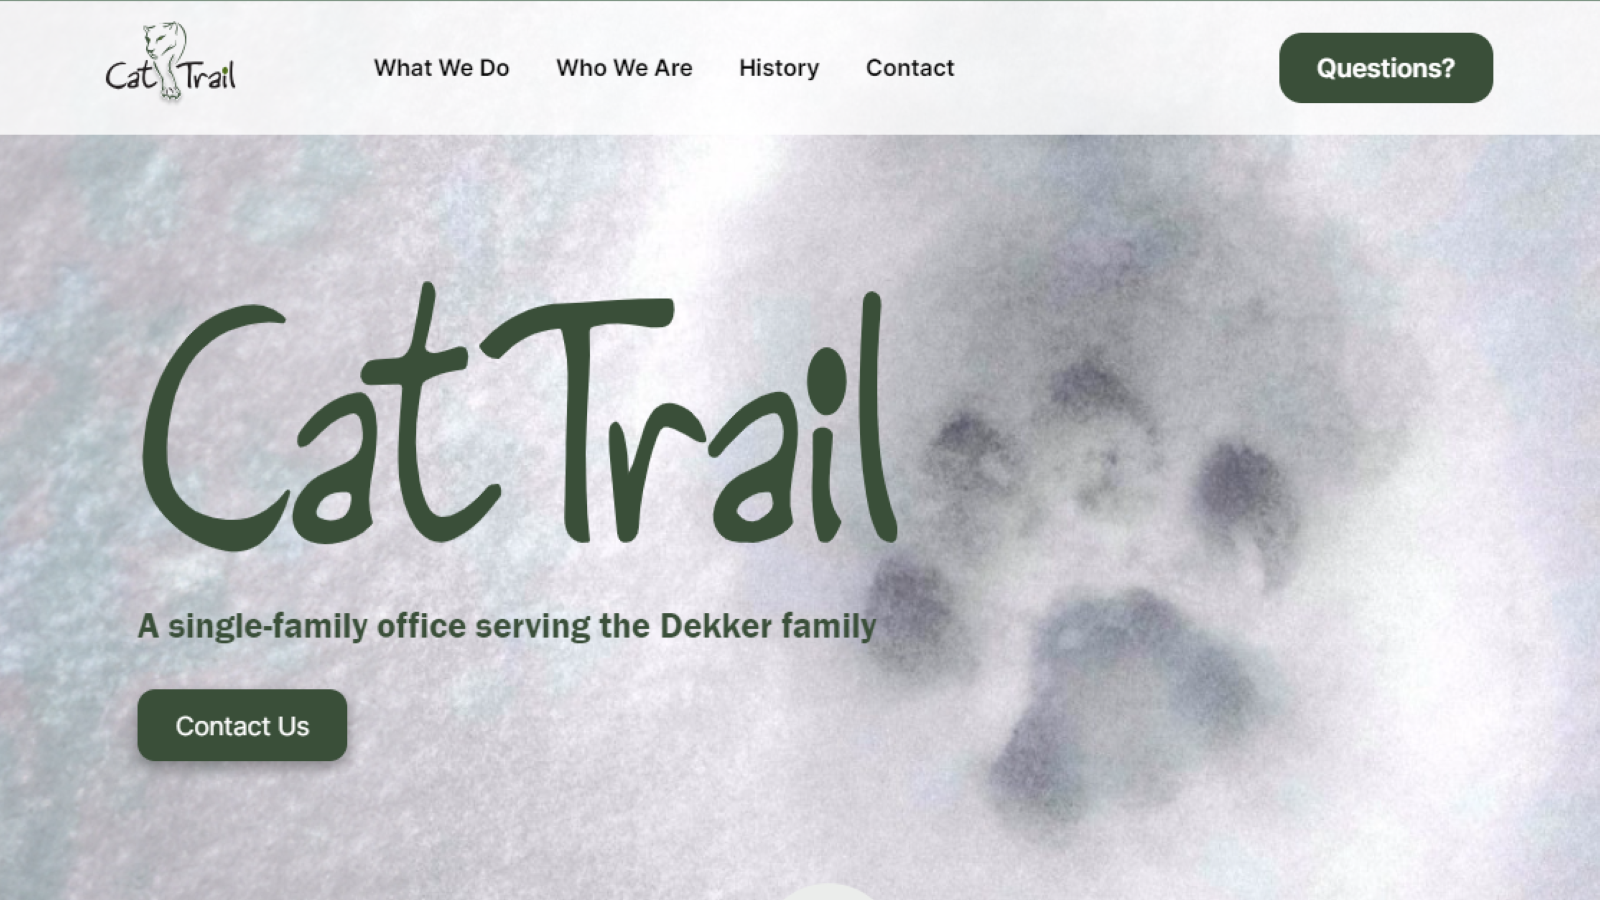 Cat Trail
What We Do
Who We Are
History
Contact
Questions?
Cat Trail
A single-family office serving the Dekker family
Contact Us